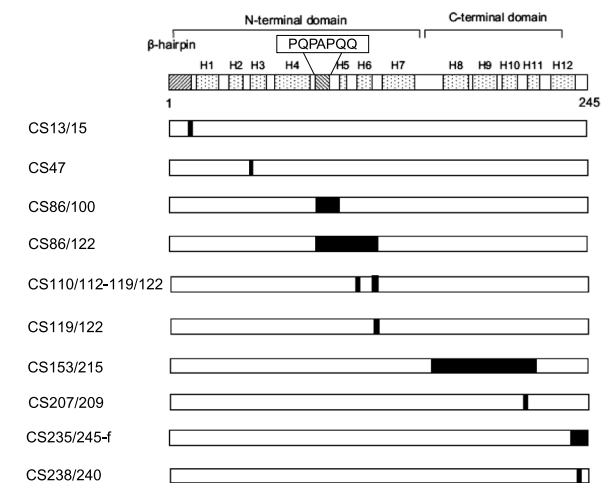 N-terminal domain
C-terminal domain
β-hairpin
PQPAPQQ
H1 H2 H3 H4 H5 H6 H7 H8 H9 H10 H11 H12
1 245
CS13/15
CS47
CS86/100
CS86/122
CS110/112-119/122
CS119/122
CS153/215
CS207/209
CS235/245-f
CS238/240